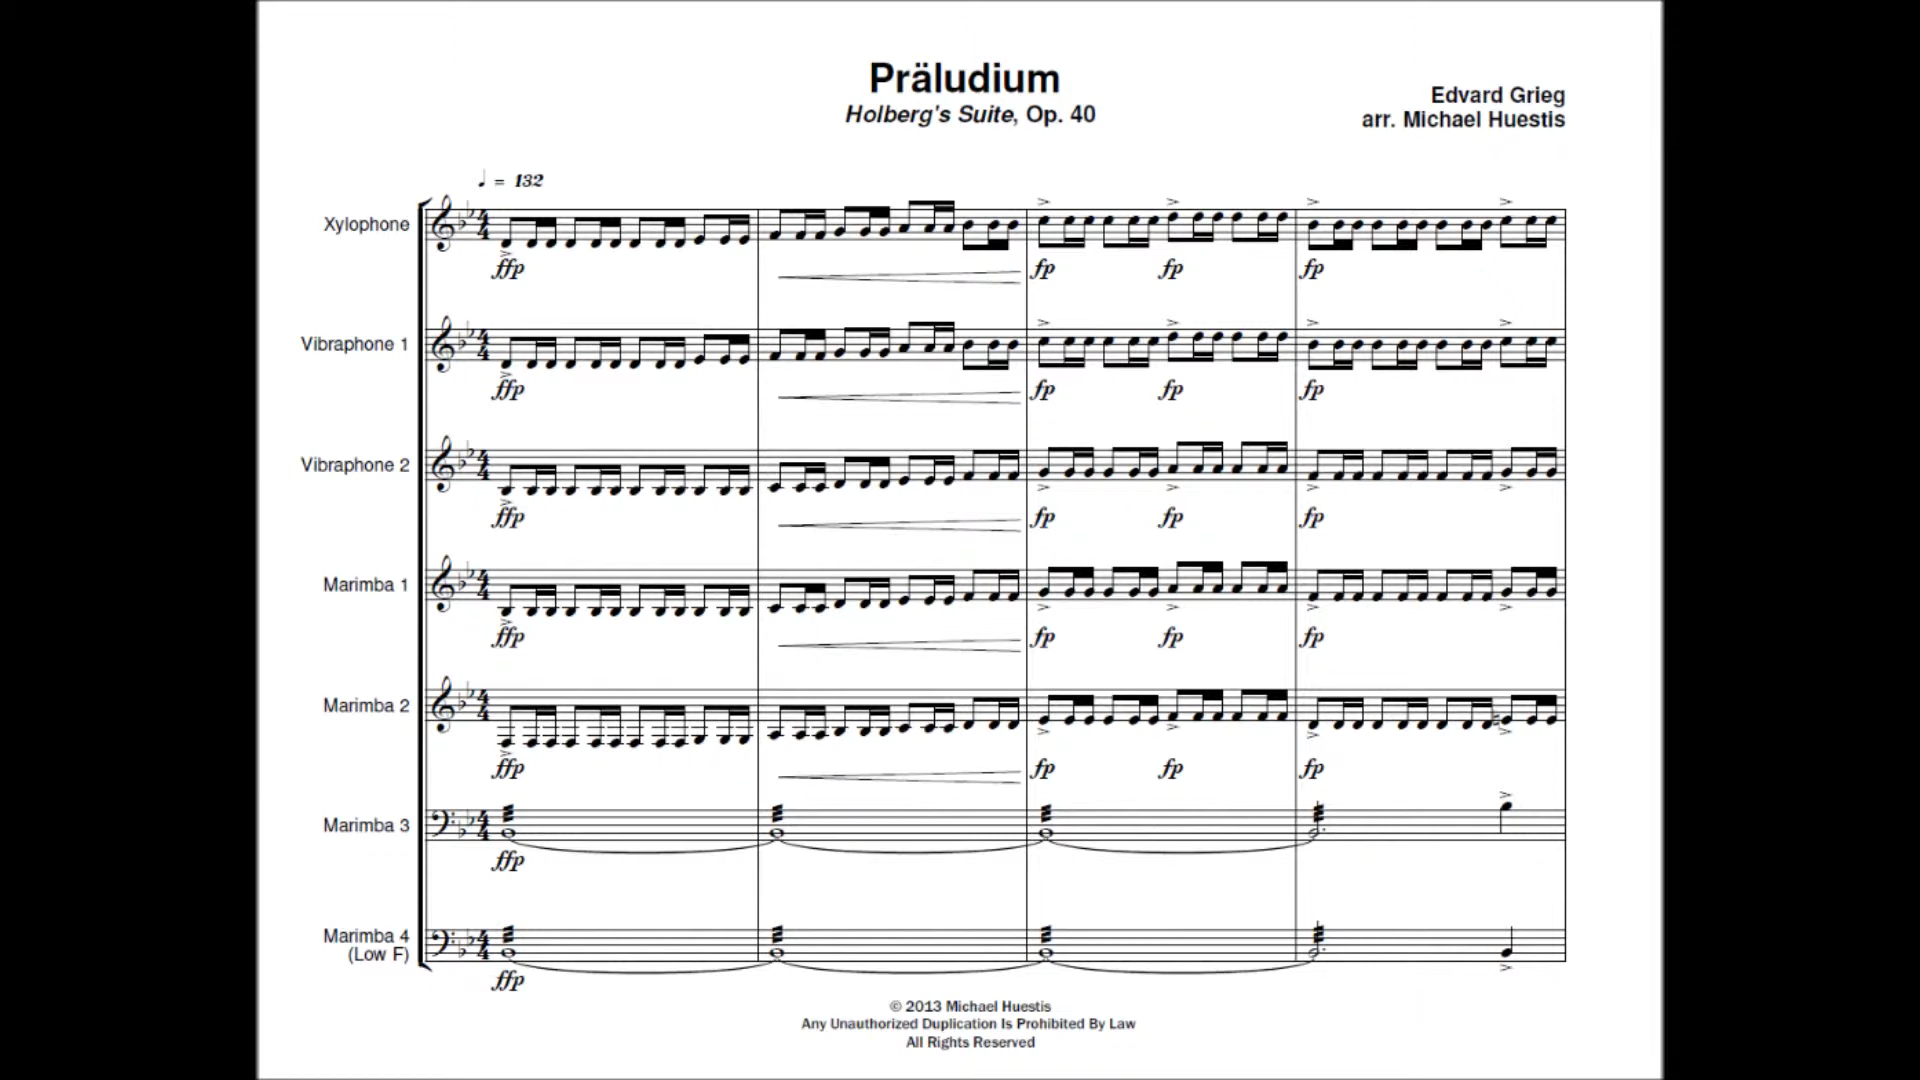 Präludium
Holberg's Suite, Op. 40
Edvard Grieg
arr. Michael Huestis
♩ = 132
Xylophone
ffp
fp
fp
fp
Vibraphone 1
ffp
fp
fp
fp
Vibraphone 2
ffp
fp
fp
fp
Marimba 1
ffp
fp
fp
fp
Marimba 2
ffp
fp
fp
fp
Marimba 3
ffp
Marimba 4
(Low F)
ffp
© 2013 Michael Huestis
Any Unauthorized Duplication Is Prohibited By Law
All Rights Reserved